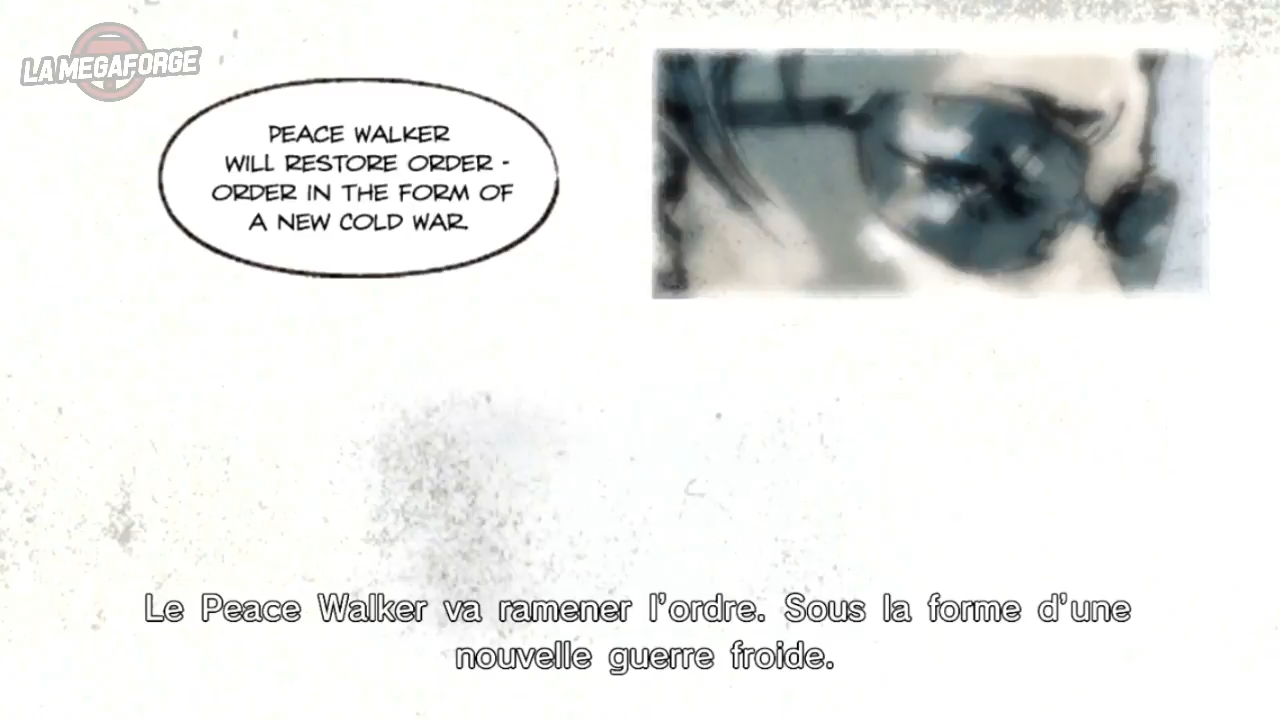 LA MEGAFORGE
PEACE WALKER
WILL RESTORE ORDER -
ORDER IN THE FORM OF
A NEW COLD WAR.
Le Peace Walker va ramener l'ordre. Sous la forme d'une
nouvelle guerre froide.